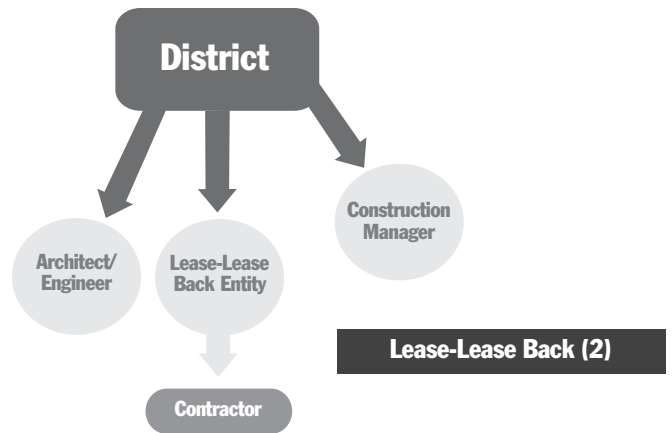 District
Construction
Manager
Architect/
Engineer
Lease-Lease
Back Entity
Lease-Lease Back (2)
Contractor